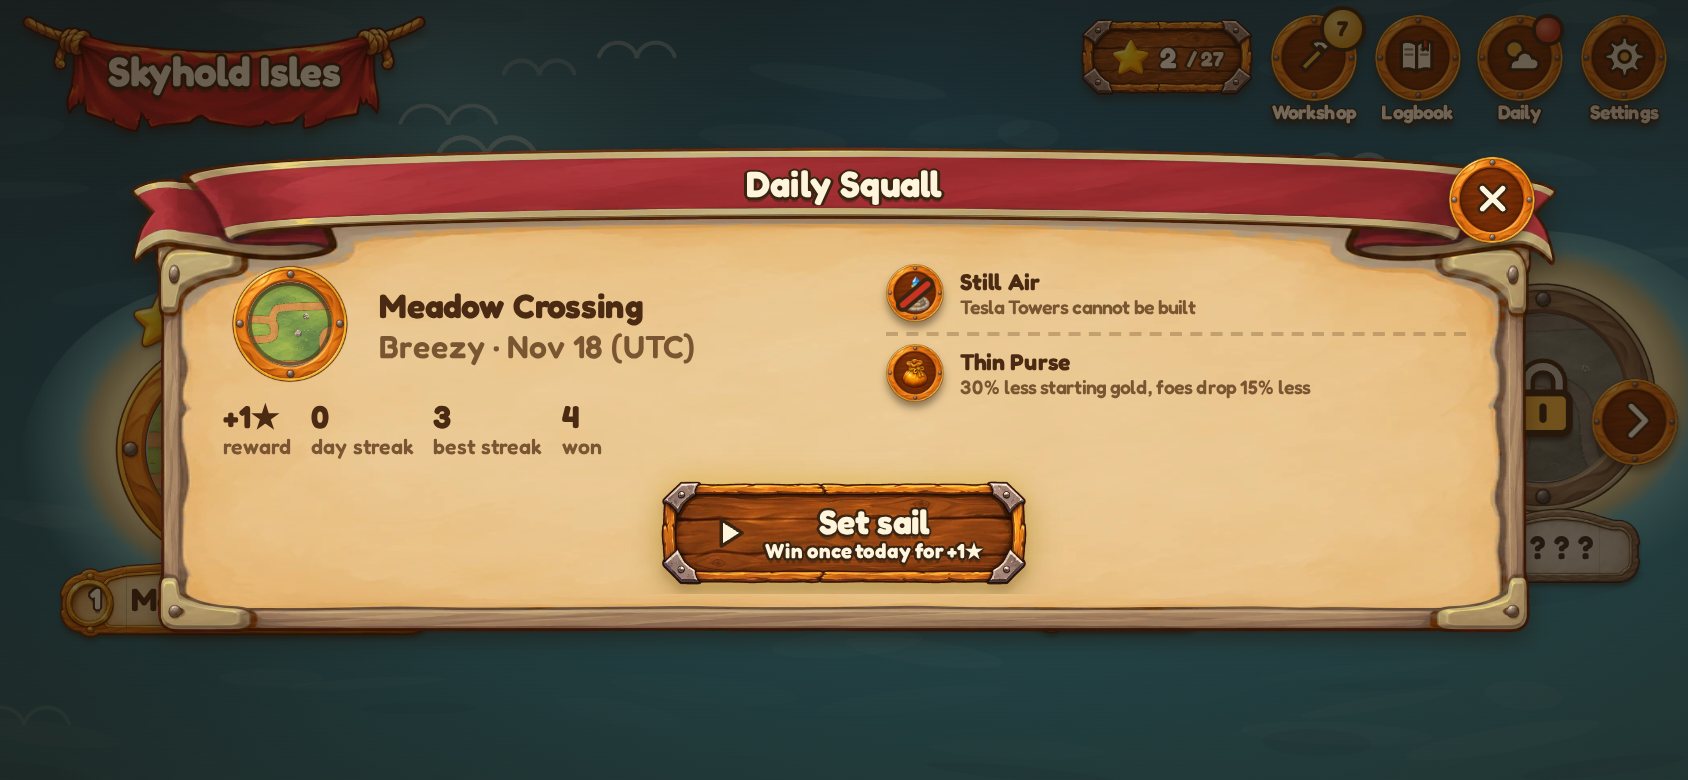 Skyhold Isles
2 /27
7
Workshop
Logbook
Daily
Settings
Daily Squall
Meadow Crossing
Breezy · Nov 18 (UTC)
+1★ 0 3 4
reward day streak best streak won
Still Air
Tesla Towers cannot be built
Thin Purse
30% less starting gold, foes drop 15% less
Set sail
Win once today for +1★
1 M
???